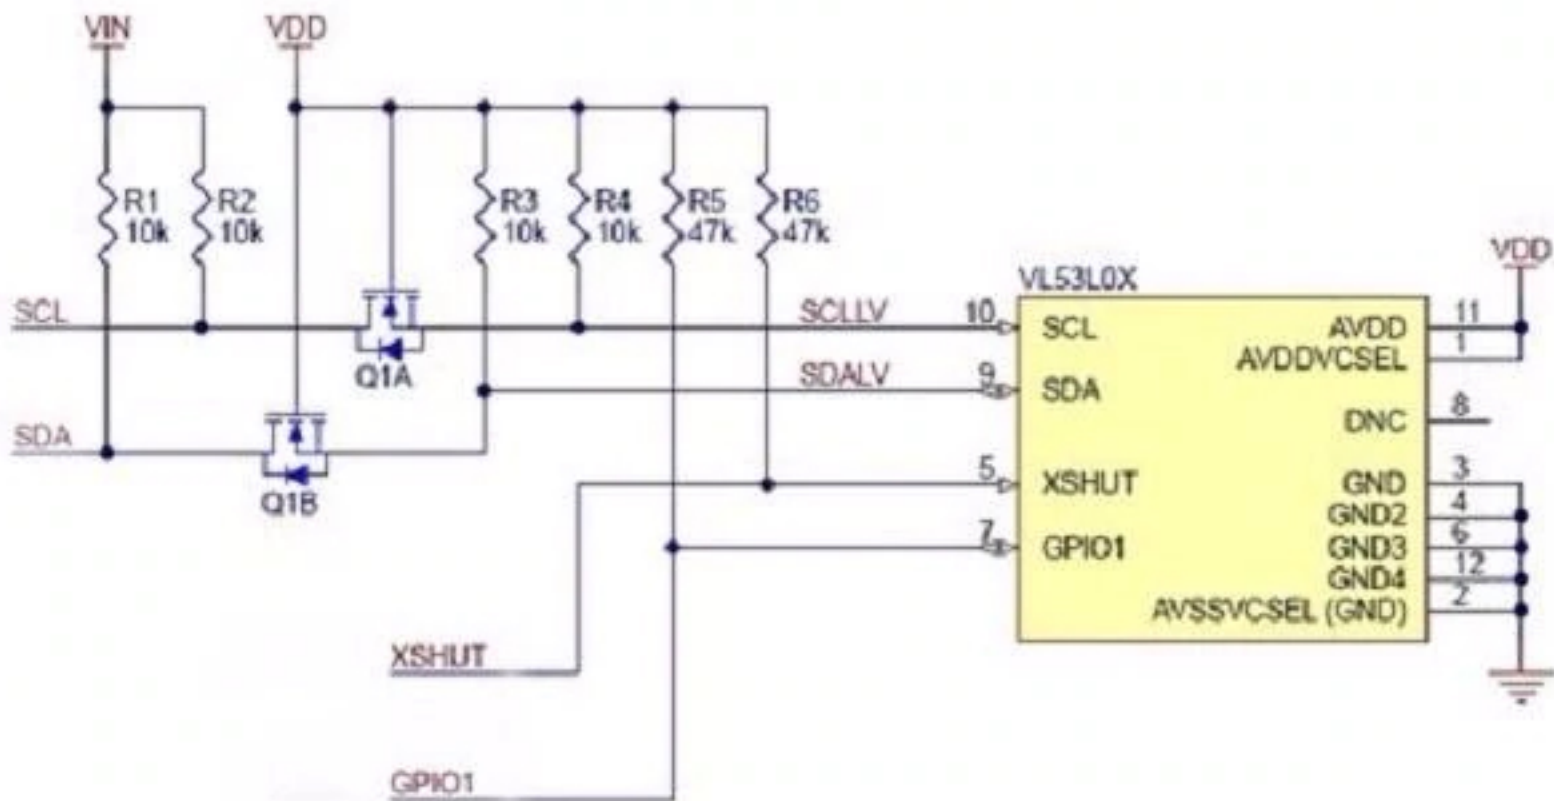 VIN
VDD
R1
10k
R2
10k
R3
10k
R4
10k
R5
47k
R6
47k
VDD
VL53L0X
SCL
Q1A
SCLLV
10
SCL
AVDD
11
AVDDVCSEL
1
SDALV
9
SDA
DNC
8
SDA
Q1B
5
XSHUT
GND
3
GND2
4
7
GPIO1
GND3
6
GND4
12
AVSSVCSEL (GND)
2
XSHUT
GPIO1